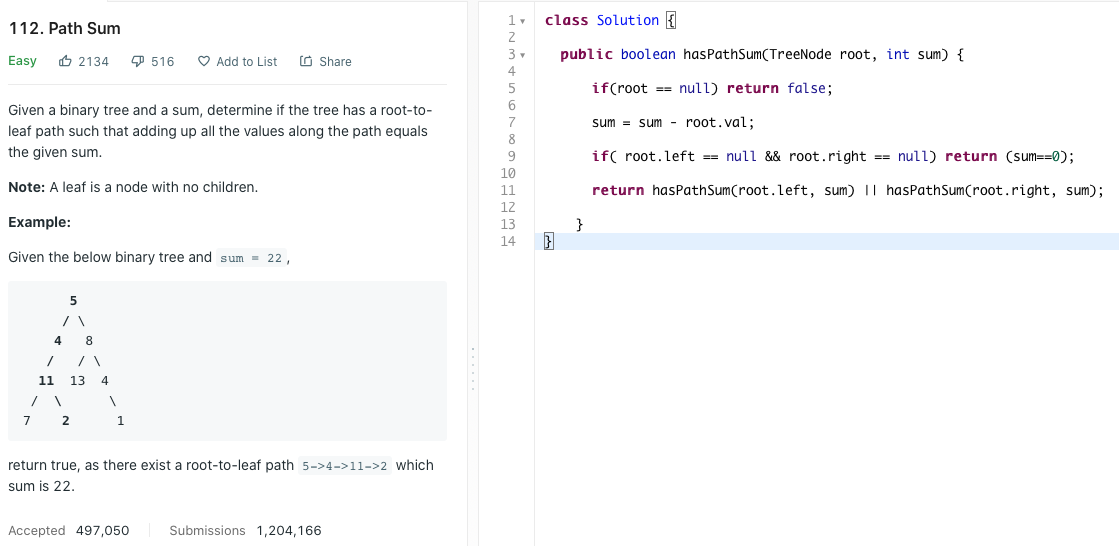 112. Path Sum
Easy 2134 516 Add to List Share
Given a binary tree and a sum, determine if the tree has a root-to-
leaf path such that adding up all the values along the path equals
the given sum.
Note: A leaf is a node with no children.
Example:
Given the below binary tree and sum = 22 ,
5
/ \
4 8
/ / \
11 13 4
/ \ \
7 2 1
return true, as there exist a root-to-leaf path 5->4->11->2 which
sum is 22.
Accepted 497,050 Submissions 1,204,166
1 class Solution {
2
3 public boolean hasPathSum(TreeNode root, int sum) {
4
5 if(root == null) return false;
6
7 sum = sum - root.val;
8
9 if( root.left == null && root.right == null) return (sum==0);
10
11 return hasPathSum(root.left, sum) || hasPathSum(root.right, sum);
12
13 }
14 }